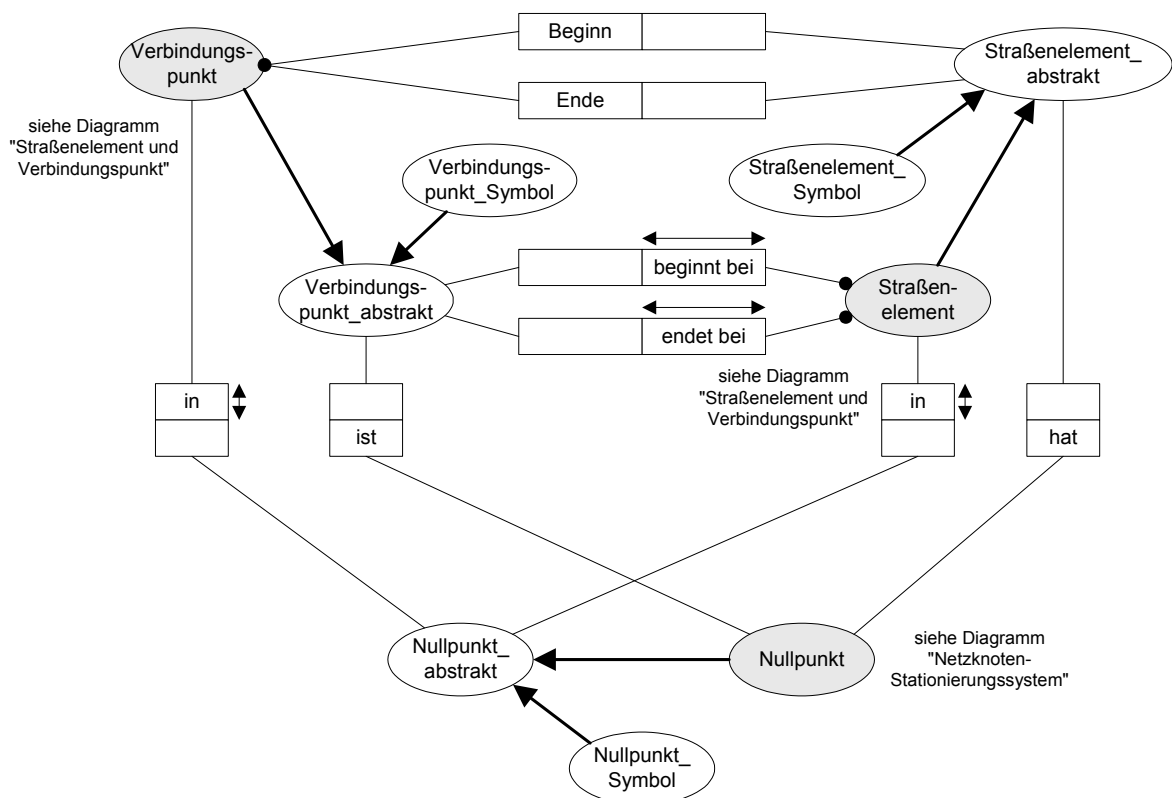 Beginn
Verbindungs-
punkt
Straßenelement_
abstrakt
Ende
siehe Diagramm
"Straßenelement und
Verbindungspunkt"
Verbindungs-
punkt_Symbol
Straßenelement_
Symbol
Verbindungs-
punkt_abstrakt
beginnt bei
Straßen-
element
endet bei
siehe Diagramm
"Straßenelement und
Verbindungspunkt"
in
in
ist
hat
Nullpunkt_
abstrakt
Nullpunkt
siehe Diagramm
"Netzknoten-
Stationierungssystem"
Nullpunkt_
Symbol